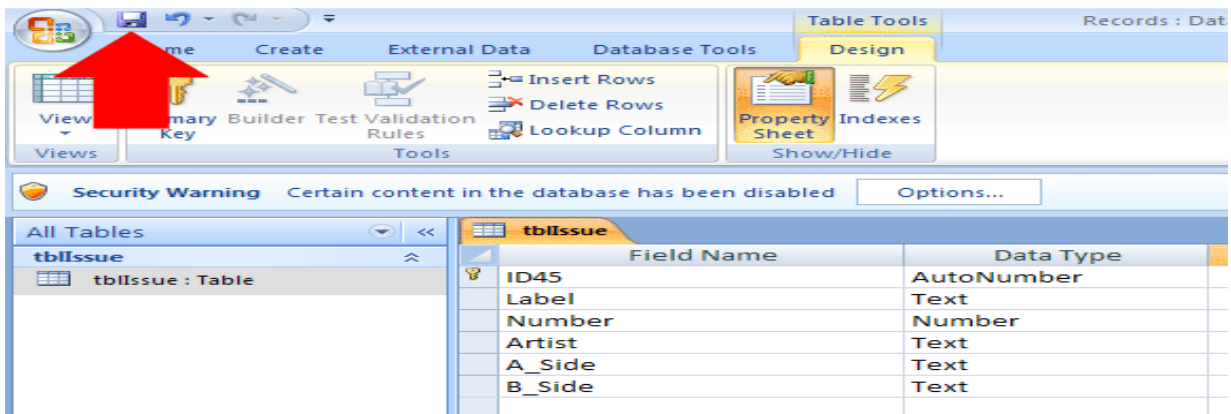 Table Tools
Records : Dat
me Create External Data Database Tools Design
View
mary Key
Builder
Test Validation Rules
Insert Rows
Delete Rows
Lookup Column
Property Sheet
Indexes
Views
Tools
Show/Hide
Security Warning Certain content in the database has been disabled Options...
All Tables
tblIssue
tblIssue : Table
tblIssue
Field Name Data Type
ID45 AutoNumber
Label Text
Number Number
Artist Text
A_Side Text
B_Side Text